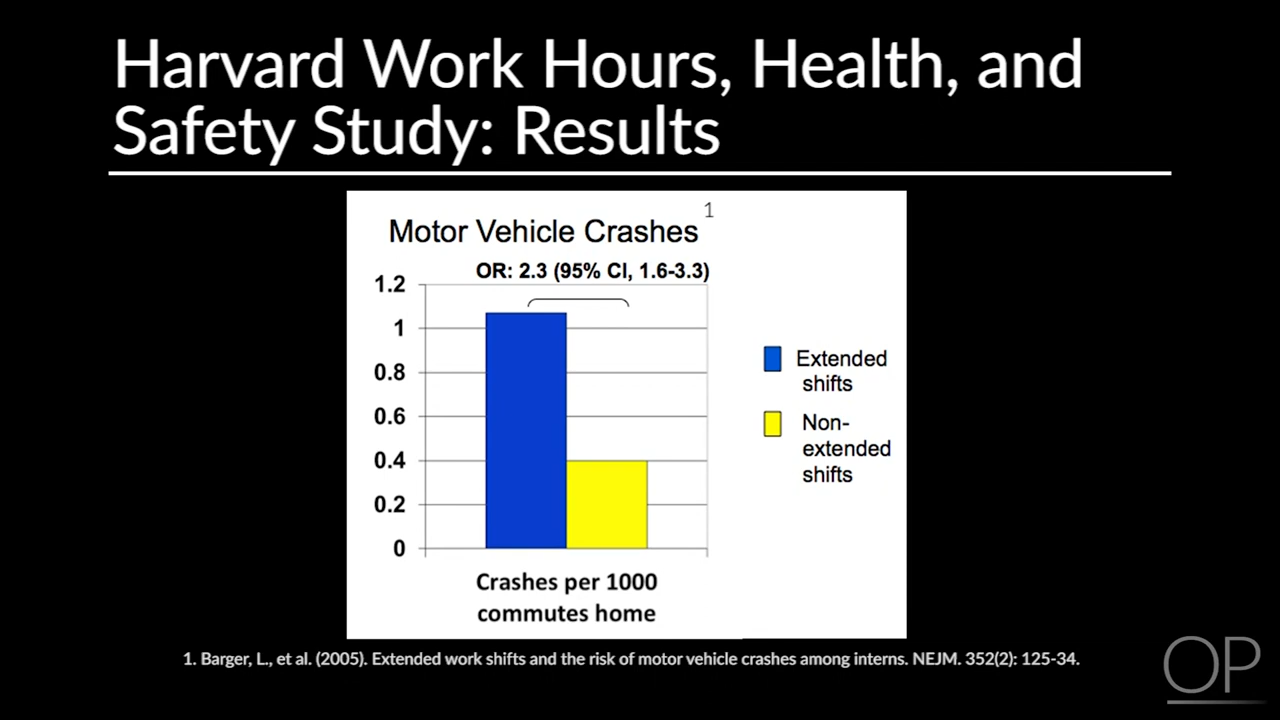 Harvard Work Hours, Health, and
Safety Study: Results
1
Motor Vehicle Crashes
OR: 2.3 (95% CI, 1.6-3.3)
1.2
1
0.8
0.6
0.4
0.2
0
Extended
shifts
Non-
extended
shifts
Crashes per 1000
commutes home
1. Barger, L., et al. (2005). Extended work shifts and the risk of motor vehicle crashes among interns. NEJM. 352(2): 125-34.
OP